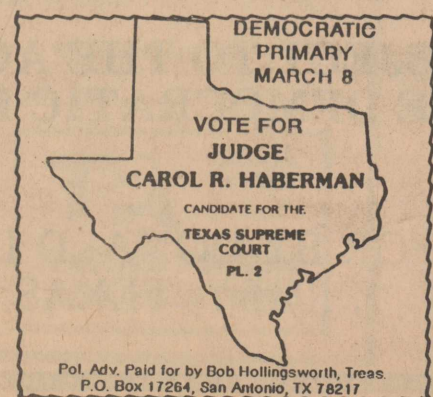 DEMOCRATIC
PRIMARY
MARCH 8
VOTE FOR
JUDGE
CAROL R. HABERMAN
CANDIDATE FOR THE
TEXAS SUPREME
COURT
PL. 2
Pol. Adv. Paid for by Bob Hollingsworth, Treas.
P.O. Box 17264, San Antonio, TX 78217